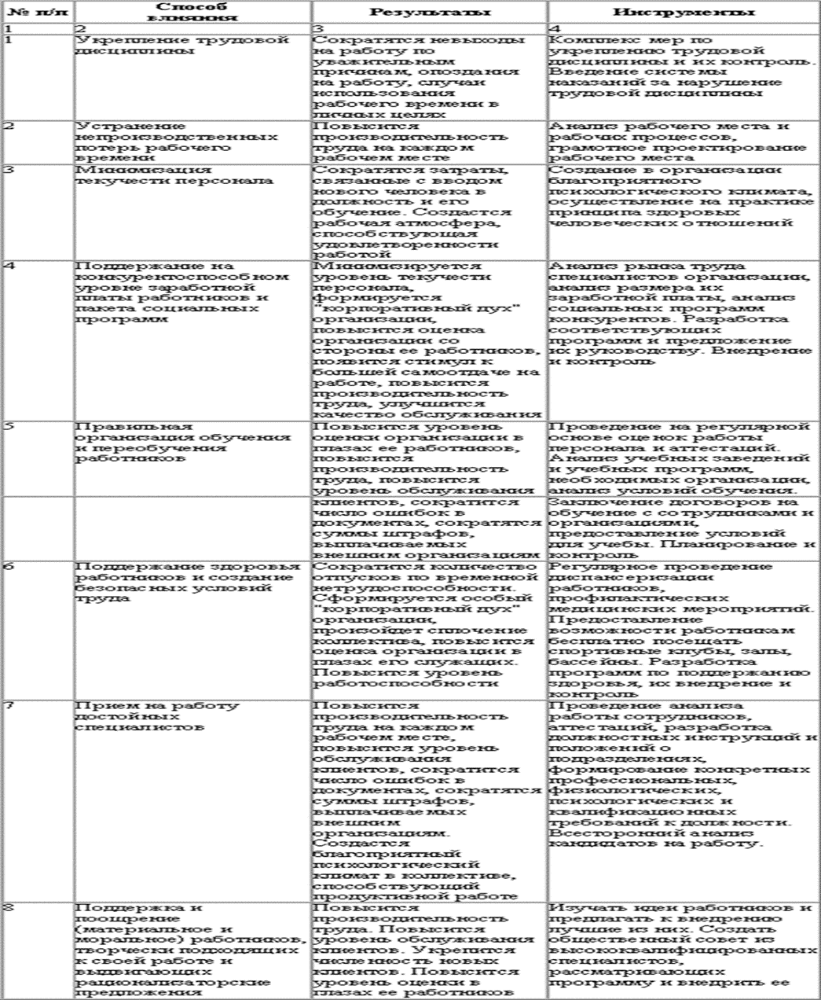 № п/п
Способ
влияния
Результаты
Инструменты
1
2
3
4
1
Укрепление трудовой
дисциплины
Сократятся невыходы
на работу по
уважительным
причинам, опоздания
на работу, случаи
использования
рабочего времени в
личных целях
Комплекс мер по
укреплению трудовой
дисциплины и их контроль.
Введение системы
наказаний за нарушение
трудовой дисциплины
2
Устранение
непроизводственных
потерь рабочего
времени
Повысится
производительность
труда на каждом
рабочем месте
Анализ рабочего места и
рабочих процессов,
грамотное проектирование
рабочего места
3
Минимизация
текучести персонала
Сократятся затраты,
связанные с вводом
нового человека в
должность и его
обучение. Создастся
рабочая атмосфера,
способствующая
удовлетворенности
работой
Создание в организации
благоприятного
психологического климата,
осуществление на практике
принципа здоровых
человеческих отношений
4
Поддержание на
конкурентоспособном
уровне заработной
платы работников и
пакета социальных
программ
Минимизируется
уровень текучести
персонала,
формируется
"корпоративный дух"
организации,
повысится оценка
организации со
стороны ее работников,
появится стимул к
большей самоотдаче на
работе, повысится
производительность
труда, улучшится
качество обслуживания
Анализ рынка труда
специалистов организации,
анализ размера их
заработной платы, анализ
социальных программ
конкурентов. Разработка
соответствующих
программ и предложение
их руководству. Внедрение
и контроль
5
Правильная
организация обучения
и переобучения
работников
Повысится уровень
оценки организации в
глазах ее работников,
повысится
производительность
труда, повысится
уровень обслуживания
Проведение на регулярной
основе оценок работы
персонала и аттестаций.
Анализ учебных заведений
и учебных программ,
необходимых организации,
анализ условий обучения.
клиентов, сократится
число ошибок в
документах, сократятся
суммы штрафов,
выплачиваемых
внешним организациям
Заключение договоров на
обучение с сотрудниками и
организациями,
предоставление условий
для учебы. Планирование и
контроль
6
Поддержание здоровья
работников и создание
безопасных условий
труда
Сократится количество
отпусков по временной
нетрудоспособности.
Сформируется особый
"корпоративный дух"
организации,
произойдет сплочение
коллектива, повысится
оценка организации в
глазах его служащих.
Повысится уровень
работоспособности
Регулярное проведение
диспансеризации
работников,
профилактических
медицинских мероприятий.
Предоставление
возможности работникам
бесплатно посещать
спортивные клубы, залы,
бассейны. Разработка
программ по поддержанию
здоровья, их внедрение и
контроль
7
Прием на работу
достойных
специалистов
Повысится
производительность
труда на каждом
рабочем месте,
повысится уровень
обслуживания
клиентов, сократится
число ошибок в
документах, сократятся
суммы штрафов,
выплачиваемых
внешним
организациям.
Создастся
благоприятный
психологический
климат в коллективе,
способствующий
продуктивной работе
Проведение анализа
работы сотрудников,
аттестаций, разработка
должностных инструкций и
положений о
подразделениях,
формирование конкретных
профессиональных,
физиологических,
психологических и
квалификационных
требований к должности.
Всесторонний анализ
кандидатов на работу.
8
Поддержка и
поощрение
(материальное и
моральное) работников,
творчески подходящих
к своей работе и
выдвигающих
рационализаторские
предложения
Повысится
производительность
труда. Повысится
уровень обслуживания
клиентов. Укрепится
численность новых
клиентов. Повысится
уровень оценки в
глазах ее работников
Изучать идеи работников и
предлагать к внедрению
лучшие из них. Создать
общественный совет из
высококвалифицированных
специалистов,
рассматривающих
программу и внедрить ее